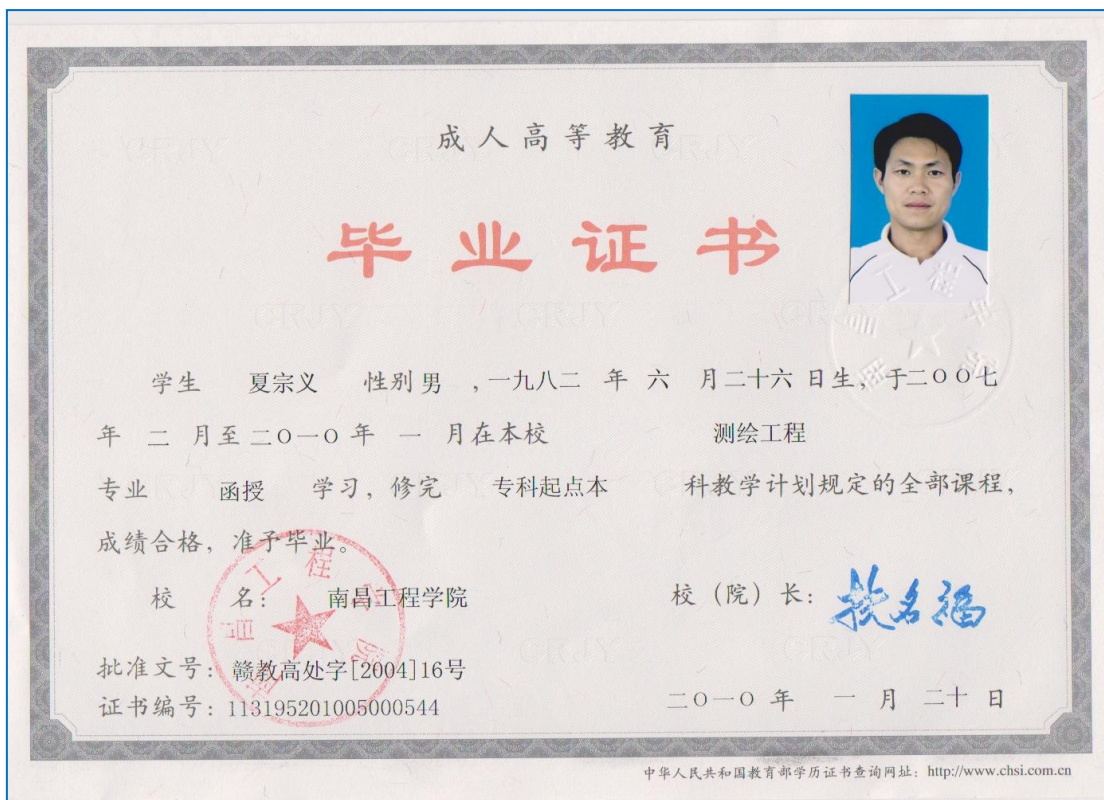 成人高等教育
毕业证书
学生 夏宗义 性别 男 ,一九八二 年 六 月 二十六 日生, 于二〇〇七
年 二 月至 二〇一〇 年 一 月在本校 测绘工程
专业 函授 学习, 修完 专科起点本 科教学计划规定的全部课程,
成绩合格, 准予毕业。
校 名: 南昌工程学院 校（院）长:
批准文号: 赣教高处字[2004]16号
证书编号: 113195201005000544 二〇一〇 年 一 月 二十 日
中华人民共和国教育部学历证书查询网址: http://www.chsi.com.cn